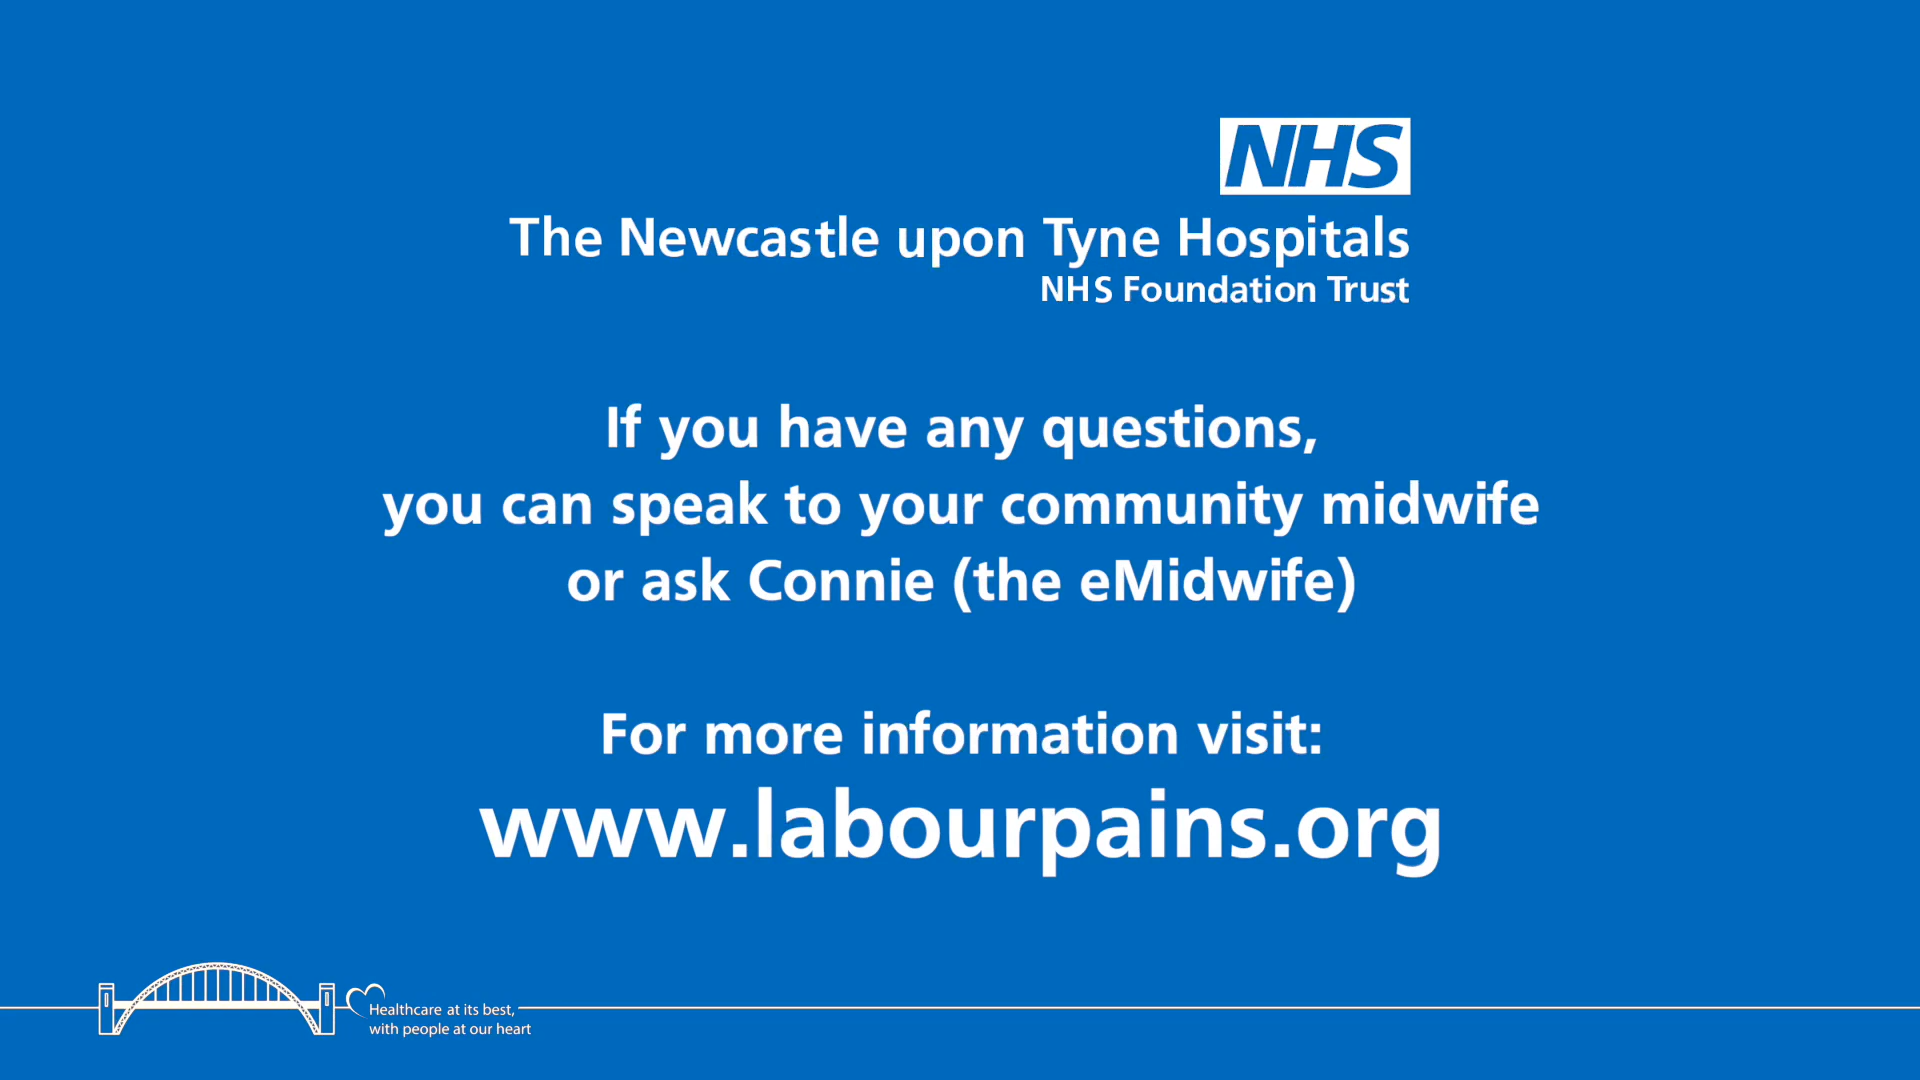 NHS
The Newcastle upon Tyne Hospitals
NHS Foundation Trust
If you have any questions,
you can speak to your community midwife
or ask Connie (the eMidwife)
For more information visit:
www.labourpains.org
Healthcare at its best,
with people at our heart